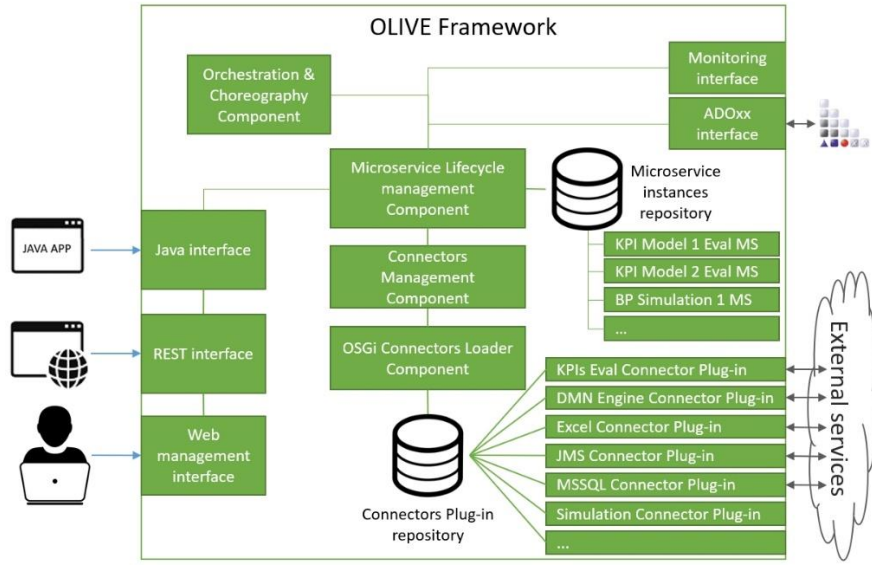 OLIVE Framework
Orchestration &
Choreography
Component
Monitoring
interface
ADOxx
interface
Microservice Lifecycle
management
Component
Microservice
instances
repository
JAVA APP
Java interface
Connectors
Management
Component
KPI Model 1 Eval MS
KPI Model 2 Eval MS
BP Simulation 1 MS
...
REST interface
OSGi Connectors Loader
Component
Web
management
interface
Connectors Plug-in
repository
KPIs Eval Connector Plug-in
DMN Engine Connector Plug-in
Excel Connector Plug-in
JMS Connector Plug-in
MSSQL Connector Plug-in
Simulation Connector Plug-in
...
External services